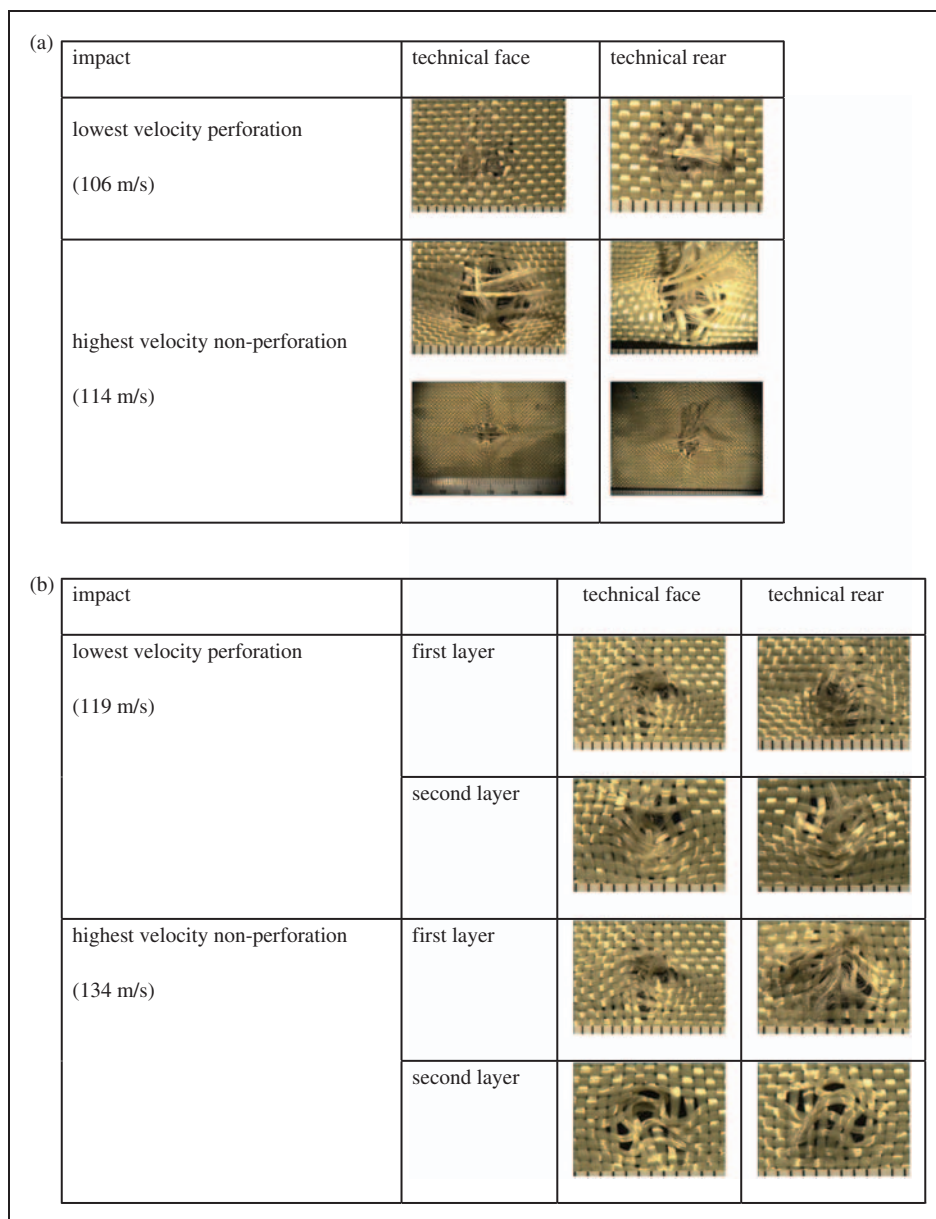 (a)
impact technical face technical rear
lowest velocity perforation
(106 m/s)
highest velocity non-perforation
(114 m/s)
(b)
impact technical face technical rear
lowest velocity perforation first layer
(119 m/s)
second layer
highest velocity non-perforation first layer
(134 m/s)
second layer